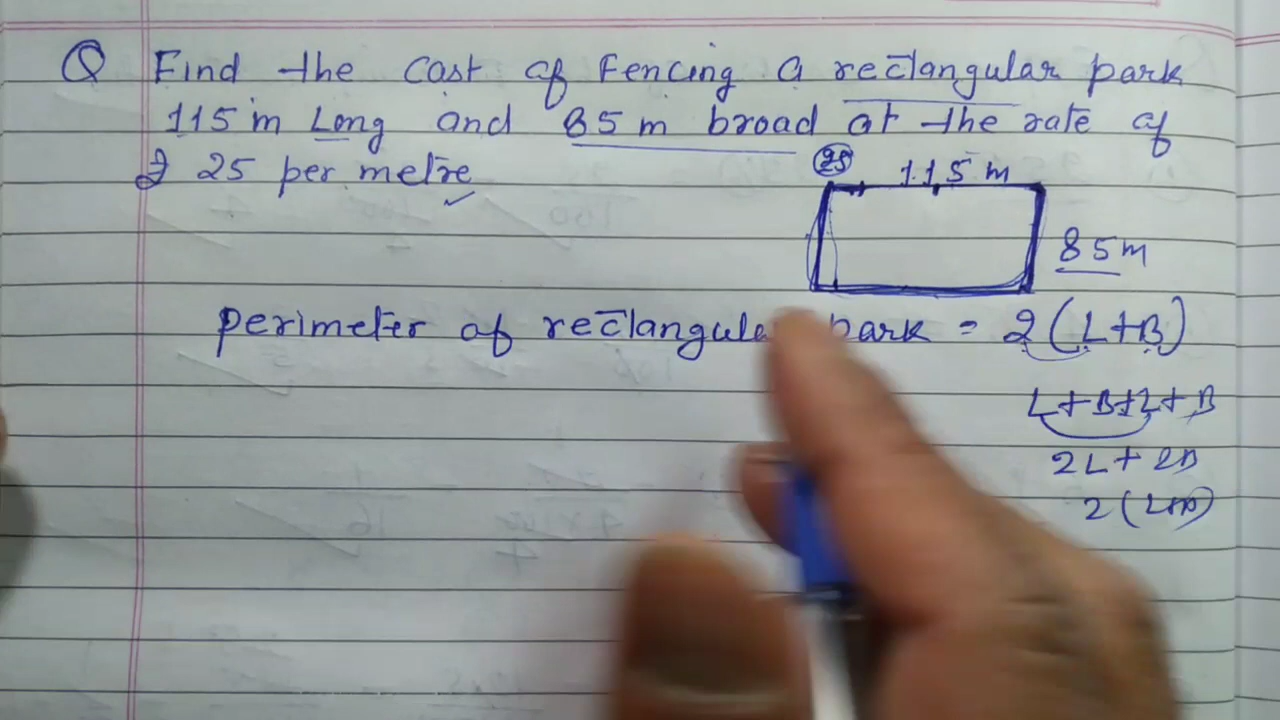 Q Find the Cost of Fencing a rectangular park
115 m Long and 85 m broad at the rate of
₹ 25 per metre
25
115 m
85 m
perimeter of rectangular park = 2 (L+B)
L+B+L+B
2L+2B
2 (L+B)